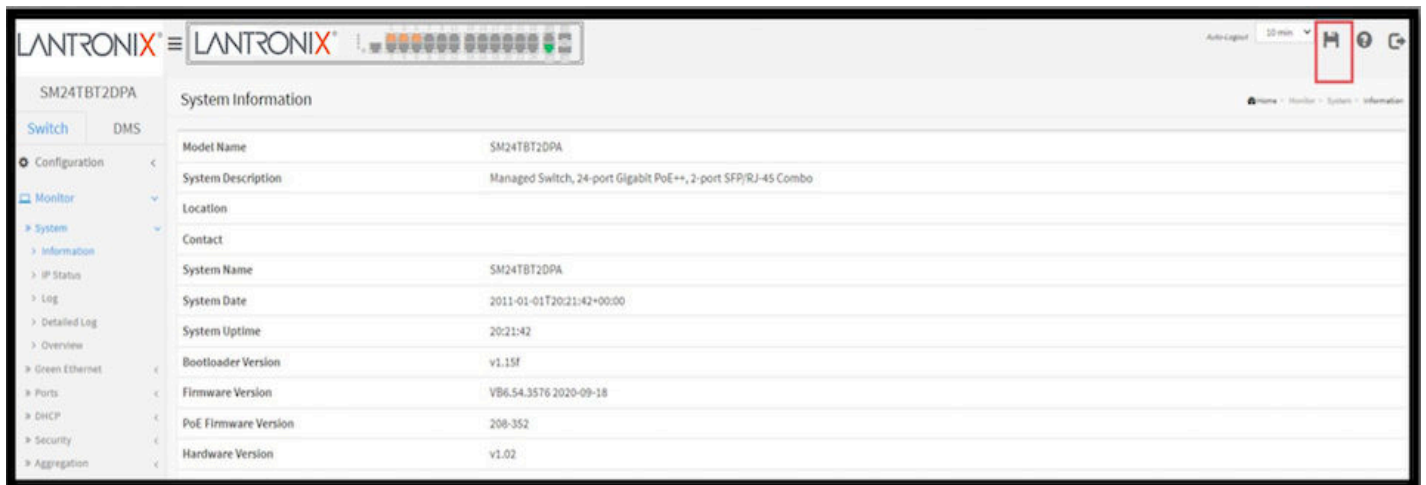 LANTRONIX® LANTRONIX® Auto-Logout 10 min
SM24TBT2DPA
System Information
Home > Monitor > System > Information
Switch DMS
Configuration
Monitor
System
Information
IP Status
Log
Detailed Log
Overview
Green Ethernet
Ports
DHCP
Security
Aggregation
Model Name SM24TBT2DPA
System Description Managed Switch, 24-port Gigabit PoE++, 2-port SFP/RJ-45 Combo
Location
Contact
System Name SM24TBT2DPA
System Date 2011-01-01T20:21:42+00:00
System Uptime 20:21:42
Bootloader Version v1.15f
Firmware Version VB6.54.3576 2020-09-18
PoE Firmware Version 208-352
Hardware Version v1.02